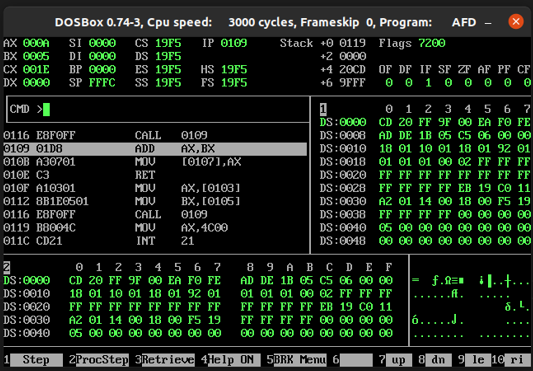 DOSBox 0.74-3, Cpu speed: 3000 cycles, Frameskip 0, Program: AFD
AX 000A SI 0000 CS 19F5 IP 0109 Stack +0 0119 Flags 7200
BX 0005 DI 0000 DS 19F5 +2 0000
CX 001E BP 0000 ES 19F5 HS 19F5 +4 20CD OF DF IF SF ZF AF PF CF
DX 0000 SP FFFC SS 19F5 FS 19F5 +6 9FFF 0 0 1 0 0 0 0 0
CMD > 1 0 1 2 3 4 5 6 7
DS:0000 CD 20 FF 9F 00 EA F0 FE
0116 E8F0FF CALL 0109 DS:0008 AD DE 1B 05 C5 06 00 00
0109 01D8 ADD AX,BX DS:0010 18 01 10 01 18 01 92 01
010B A30701 MOV [0107],AX DS:0018 01 01 01 00 02 FF FF FF
010E C3 RET DS:0020 FF FF FF FF FF FF FF FF
010F A10301 MOV AX,[0103] DS:0028 FF FF FF FF EB 19 C0 11
0112 8B1E0501 MOV BX,[0105] DS:0030 A2 01 14 00 18 00 F5 19
0116 E8F0FF CALL 0109 DS:0038 FF FF FF FF 00 00 00 00
0119 B8004C MOV AX,4C00 DS:0040 05 00 00 00 00 00 00 00
011C CD21 INT 21 DS:0048 00 00 00 00 00 00 00 00
2 0 1 2 3 4 5 6 7 8 9 A B C D E F
DS:0000 CD 20 FF 9F 00 EA F0 FE AD DE 1B 05 C5 06 00 00
DS:0010 18 01 10 01 18 01 92 01 01 01 01 00 02 FF FF FF
DS:0020 FF FF FF FF FF FF FF FF FF FF FF FF EB 19 C0 11
DS:0030 A2 01 14 00 18 00 F5 19 FF FF FF FF 00 00 00 00
DS:0040 05 00 00 00 00 00 00 00 00 00 00 00 00 00 00 00
1 Step 2ProcStep 3Retrieve 4Help ON 5BRK Menu 6 7 up 8 dn 9 le 10 ri